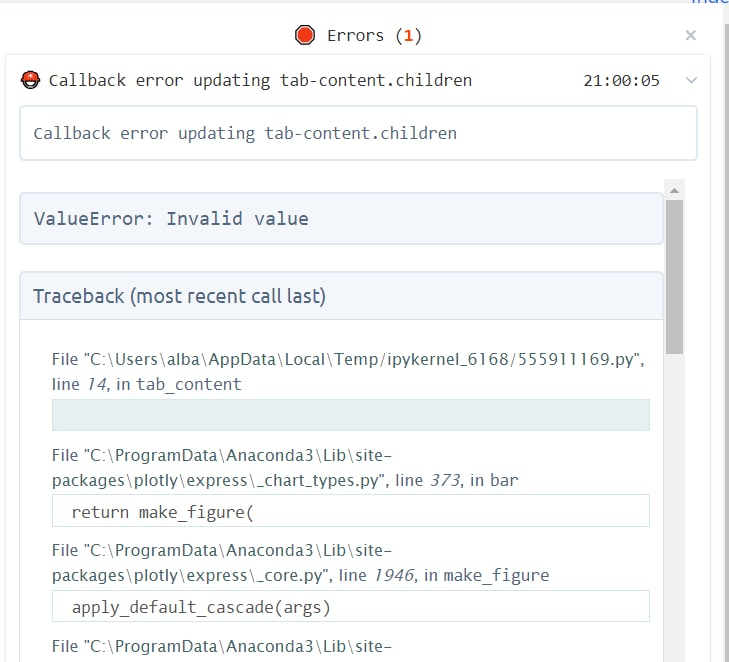 Errors (1)
Callback error updating tab-content.children 21:00:05
Callback error updating tab-content.children
ValueError: Invalid value
Traceback (most recent call last)
File "C:\Users\alba\AppData\Local\Temp/ipykernel_6168/555911169.py",
line 14, in tab_content
File "C:\ProgramData\Anaconda3\Lib\site-
packages\plotly\express\_chart_types.py", line 373, in bar
return make_figure(
File "C:\ProgramData\Anaconda3\Lib\site-
packages\plotly\express\_core.py", line 1946, in make_figure
apply_default_cascade(args)
File "C:\ProgramData\Anaconda3\Lib\site-